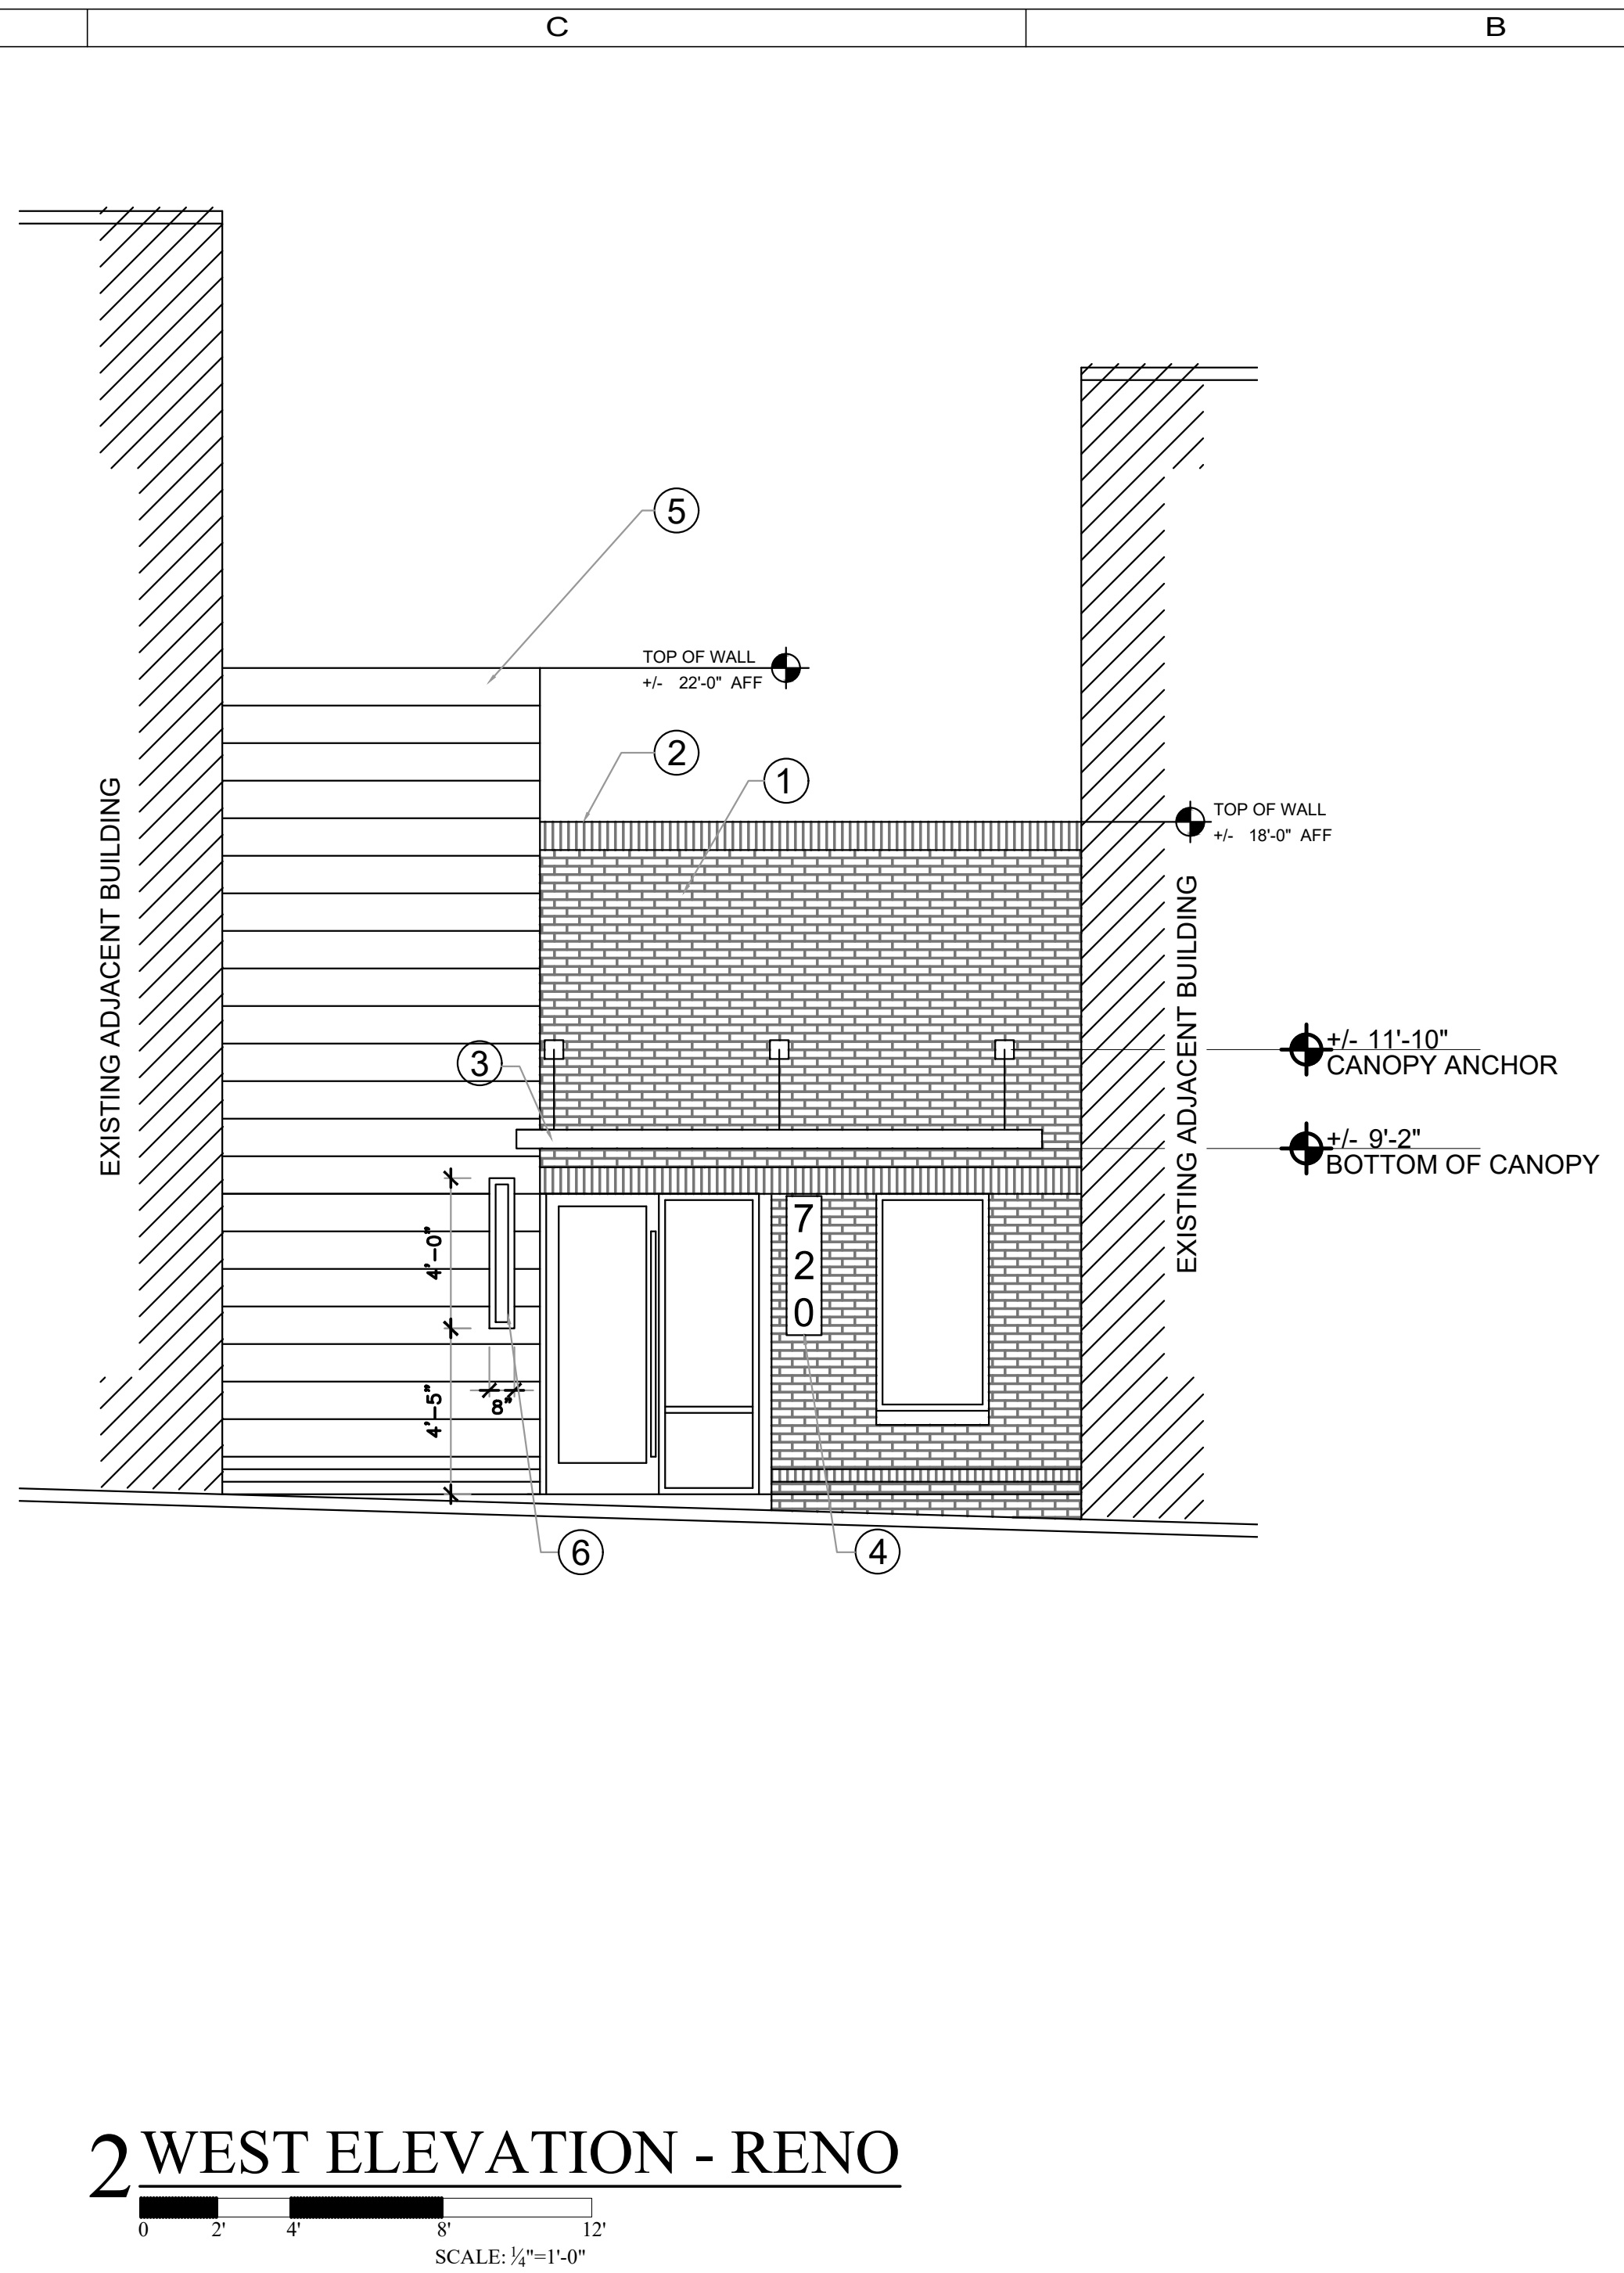 C
B
5
TOP OF WALL
+/- 22'-0" AFF
2
1
TOP OF WALL
+/- 18'-0" AFF
EXISTING ADJACENT BUILDING
EXISTING ADJACENT BUILDING
3
+/- 11'-10"
CANOPY ANCHOR
+/- 9'-2"
BOTTOM OF CANOPY
4'-0"
7
2
0
8"
4'-5"
6
4
2 WEST ELEVATION - RENO
0 2' 4' 8' 12'
SCALE: 1/4"=1'-0"